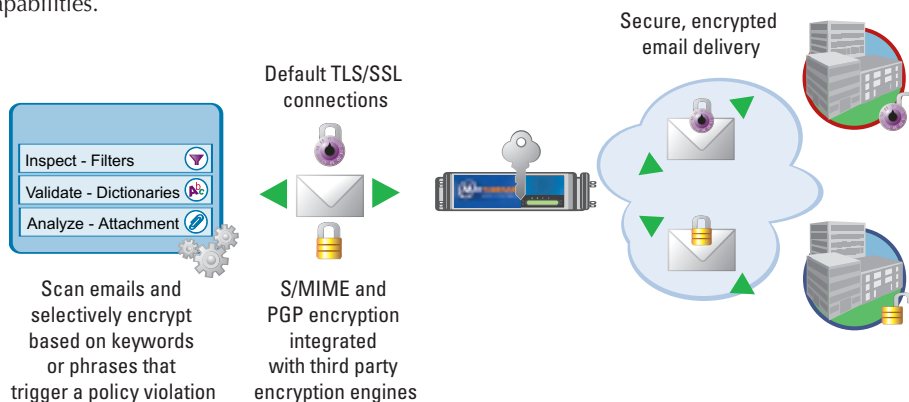 capabilities.
Secure, encrypted
email delivery
Default TLS/SSL
connections
Inspect - Filters
Validate - Dictionaries
Analyze - Attachment
Scan emails and
selectively encrypt
based on keywords
or phrases that
trigger a policy violation
S/MIME and
PGP encryption
integrated
with third party
encryption engines